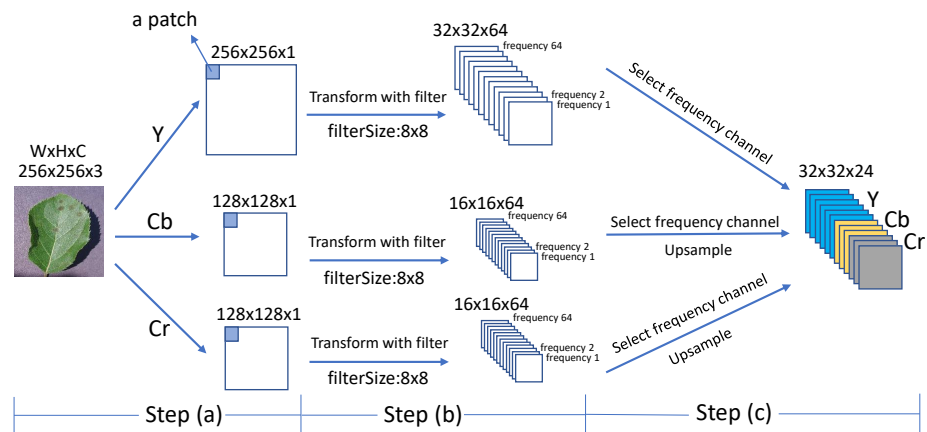 a patch
256x256x1
32x32x64
frequency 64
frequency 2
frequency 1
Transform with filter
filterSize:8x8
Select frequency channel
Y
WxHxC
256x256x3
128x128x1
Cb
16x16x64
frequency 64
frequency 2
frequency 1
Transform with filter
filterSize:8x8
Select frequency channel
Upsample
32x32x24
Y
Cb
Cr
Cr
128x128x1
16x16x64
frequency 64
frequency 2
frequency 1
Transform with filter
filterSize:8x8
Select frequency channel
Upsample
Step (a)
Step (b)
Step (c)